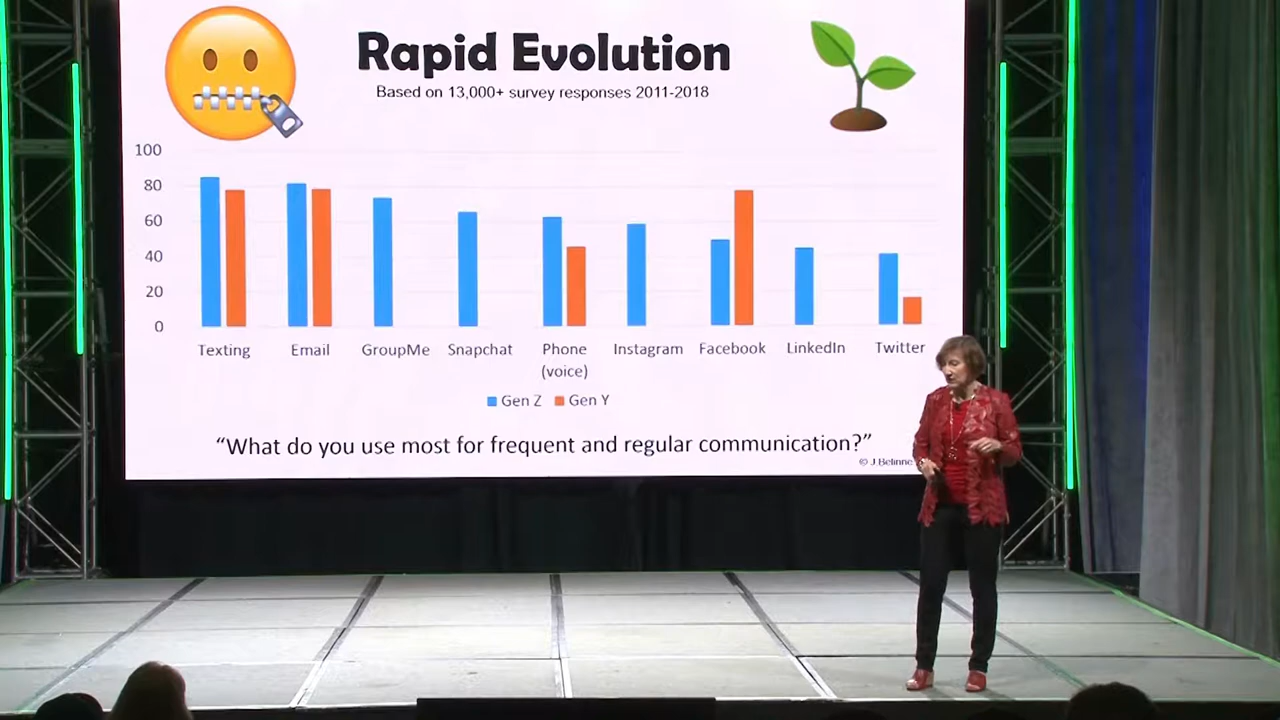 Rapid Evolution
Based on 13,000+ survey responses 2011-2018
100
80
60
40
20
0
Texting Email GroupMe Snapchat Phone (voice) Instagram Facebook LinkedIn Twitter
Gen Z Gen Y
“What do you use most for frequent and regular communication?”
© J Belinne